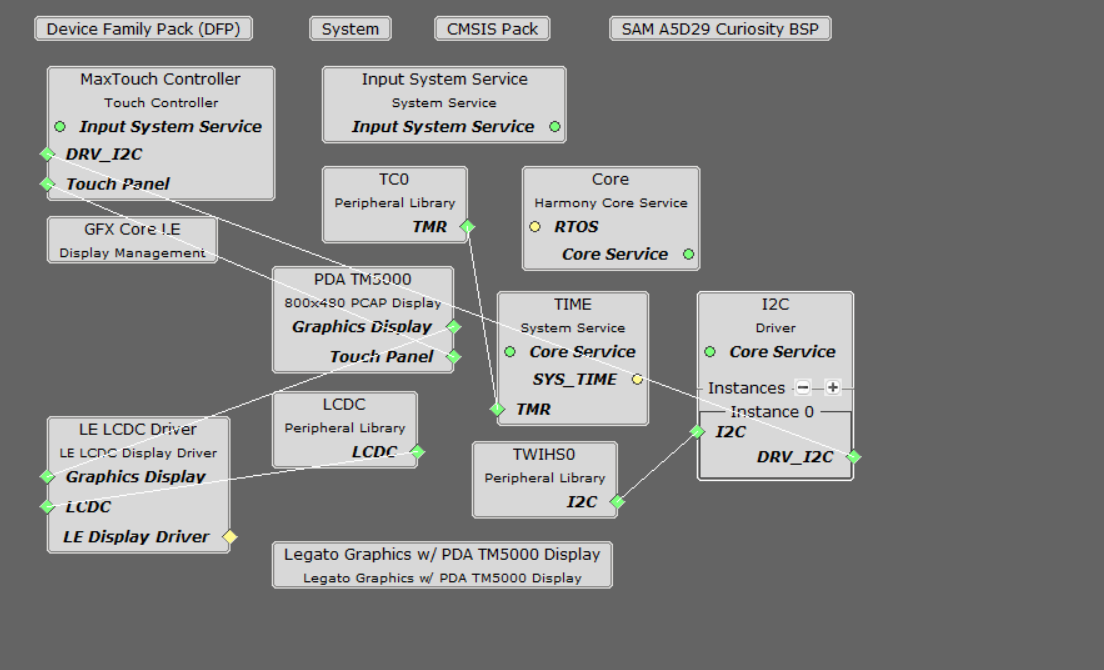 Device Family Pack (DFP)
System
CMSIS Pack
SAM A5D29 Curiosity BSP
MaxTouch Controller
Touch Controller
Input System Service
DRV_I2C
Touch Panel
Input System Service
System Service
Input System Service
TC0
Peripheral Library
TMR
Core
Harmony Core Service
RTOS
Core Service
GFX Core LE
Display Management
PDA TM5000
800x480 PCAP Display
Graphics Display
Touch Panel
TIME
System Service
Core Service
SYS_TIME
TMR
I2C
Driver
Core Service
Instances
Instance 0
I2C
DRV_I2C
LCDC
Peripheral Library
LCDC
LE LCDC Driver
LE LCDC Display Driver
Graphics Display
LCDC
LE Display Driver
TWIHS0
Peripheral Library
I2C
Legato Graphics w/ PDA TM5000 Display
Legato Graphics w/ PDA TM5000 Display